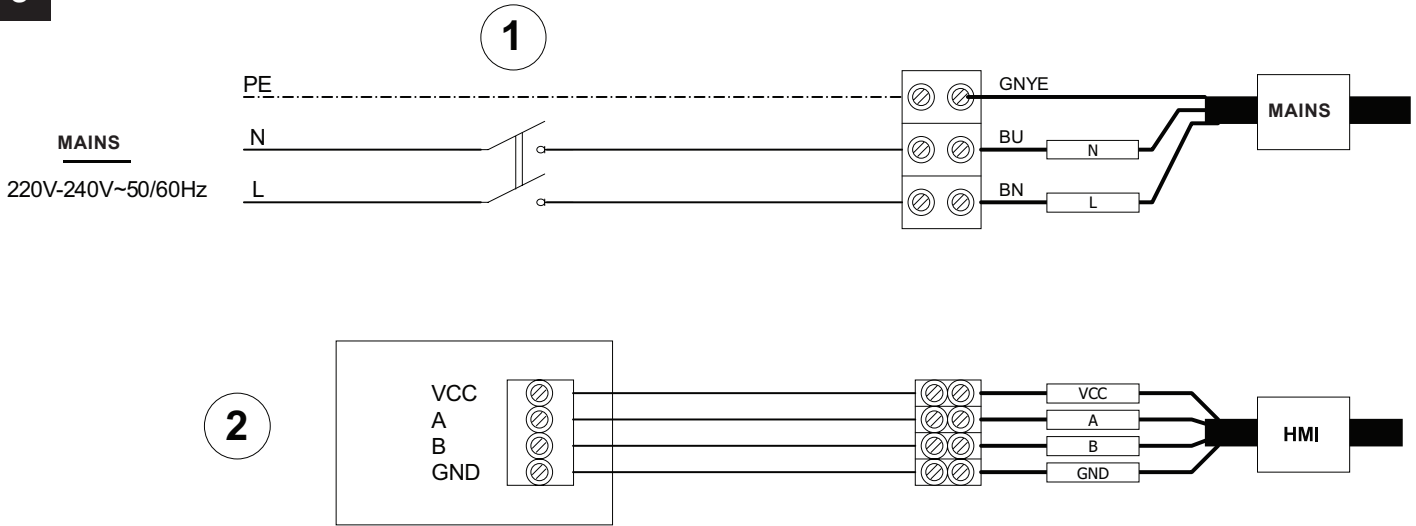 1
PE
GNYE
MAINS
MAINS
N
BU
N
220V-240V~50/60Hz
L
BN
L
2
VCC
VCC
A
A
B
B
GND
GND
HMI